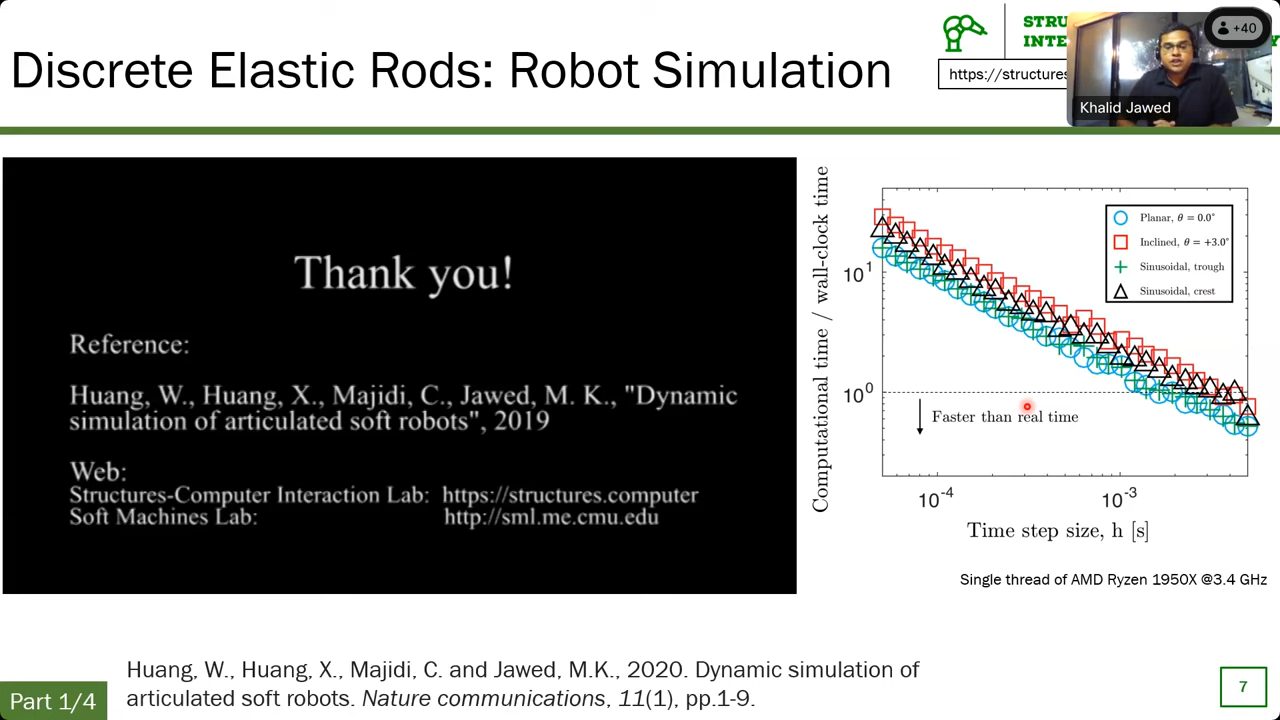 Discrete Elastic Rods: Robot Simulation
STRU
INTE
Y
https://structures
+40
Khalid Jawed
Thank you!
Reference:
Huang, W., Huang, X., Majidi, C., Jawed, M. K., "Dynamic
simulation of articulated soft robots", 2019
Web:
Structures-Computer Interaction Lab: https://structures.computer
Soft Machines Lab: http://sml.me.cmu.edu
Computational time / wall-clock time
10^1
10^0
Planar, θ = 0.0°
Inclined, θ = +3.0°
Sinusoidal, trough
Sinusoidal, crest
Faster than real time
10^-4
10^-3
Time step size, h [s]
Single thread of AMD Ryzen 1950X @3.4 GHz
Huang, W., Huang, X., Majidi, C. and Jawed, M.K., 2020. Dynamic simulation of
articulated soft robots. Nature communications, 11(1), pp.1-9.
Part 1/4
7